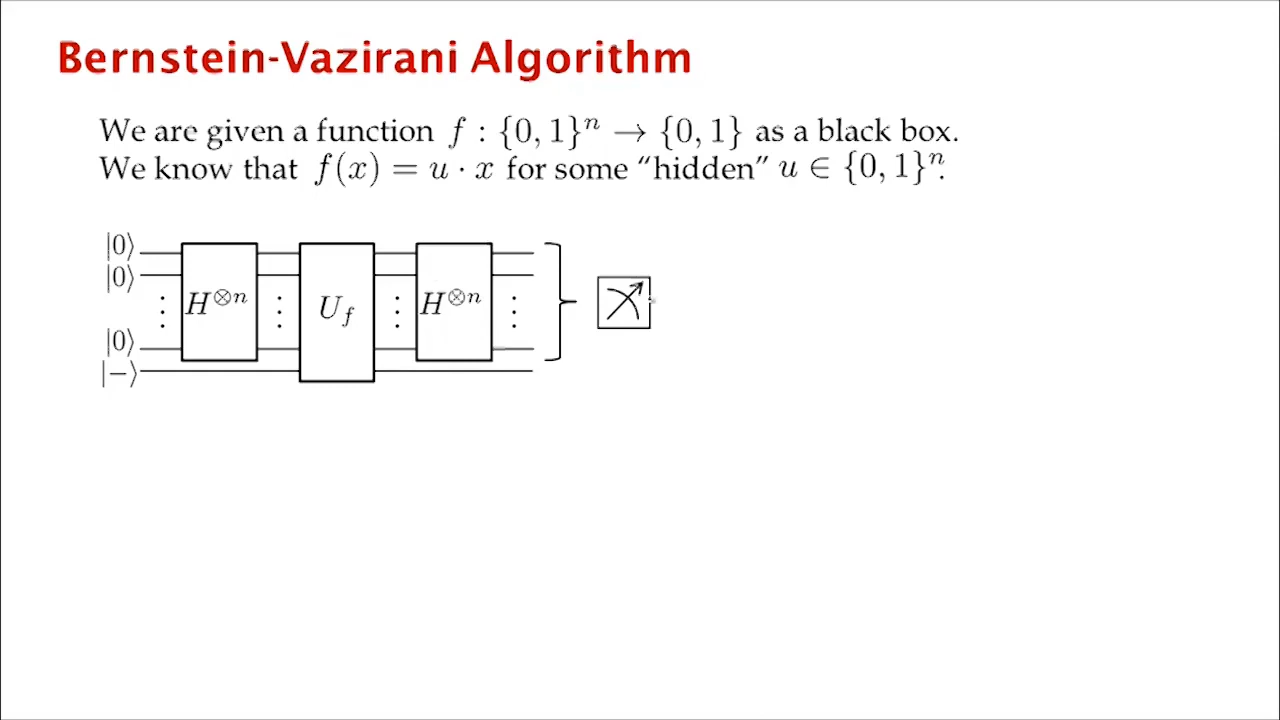 Bernstein-Vazirani Algorithm
We are given a function f : {0, 1}ⁿ → {0, 1} as a black box.
We know that f(x) = u · x for some “hidden” u ∈ {0, 1}ⁿ.
|0⟩
|0⟩
⋮ H⊗ⁿ ⋮ U_f ⋮ H⊗ⁿ ⋮
|0⟩
|−⟩